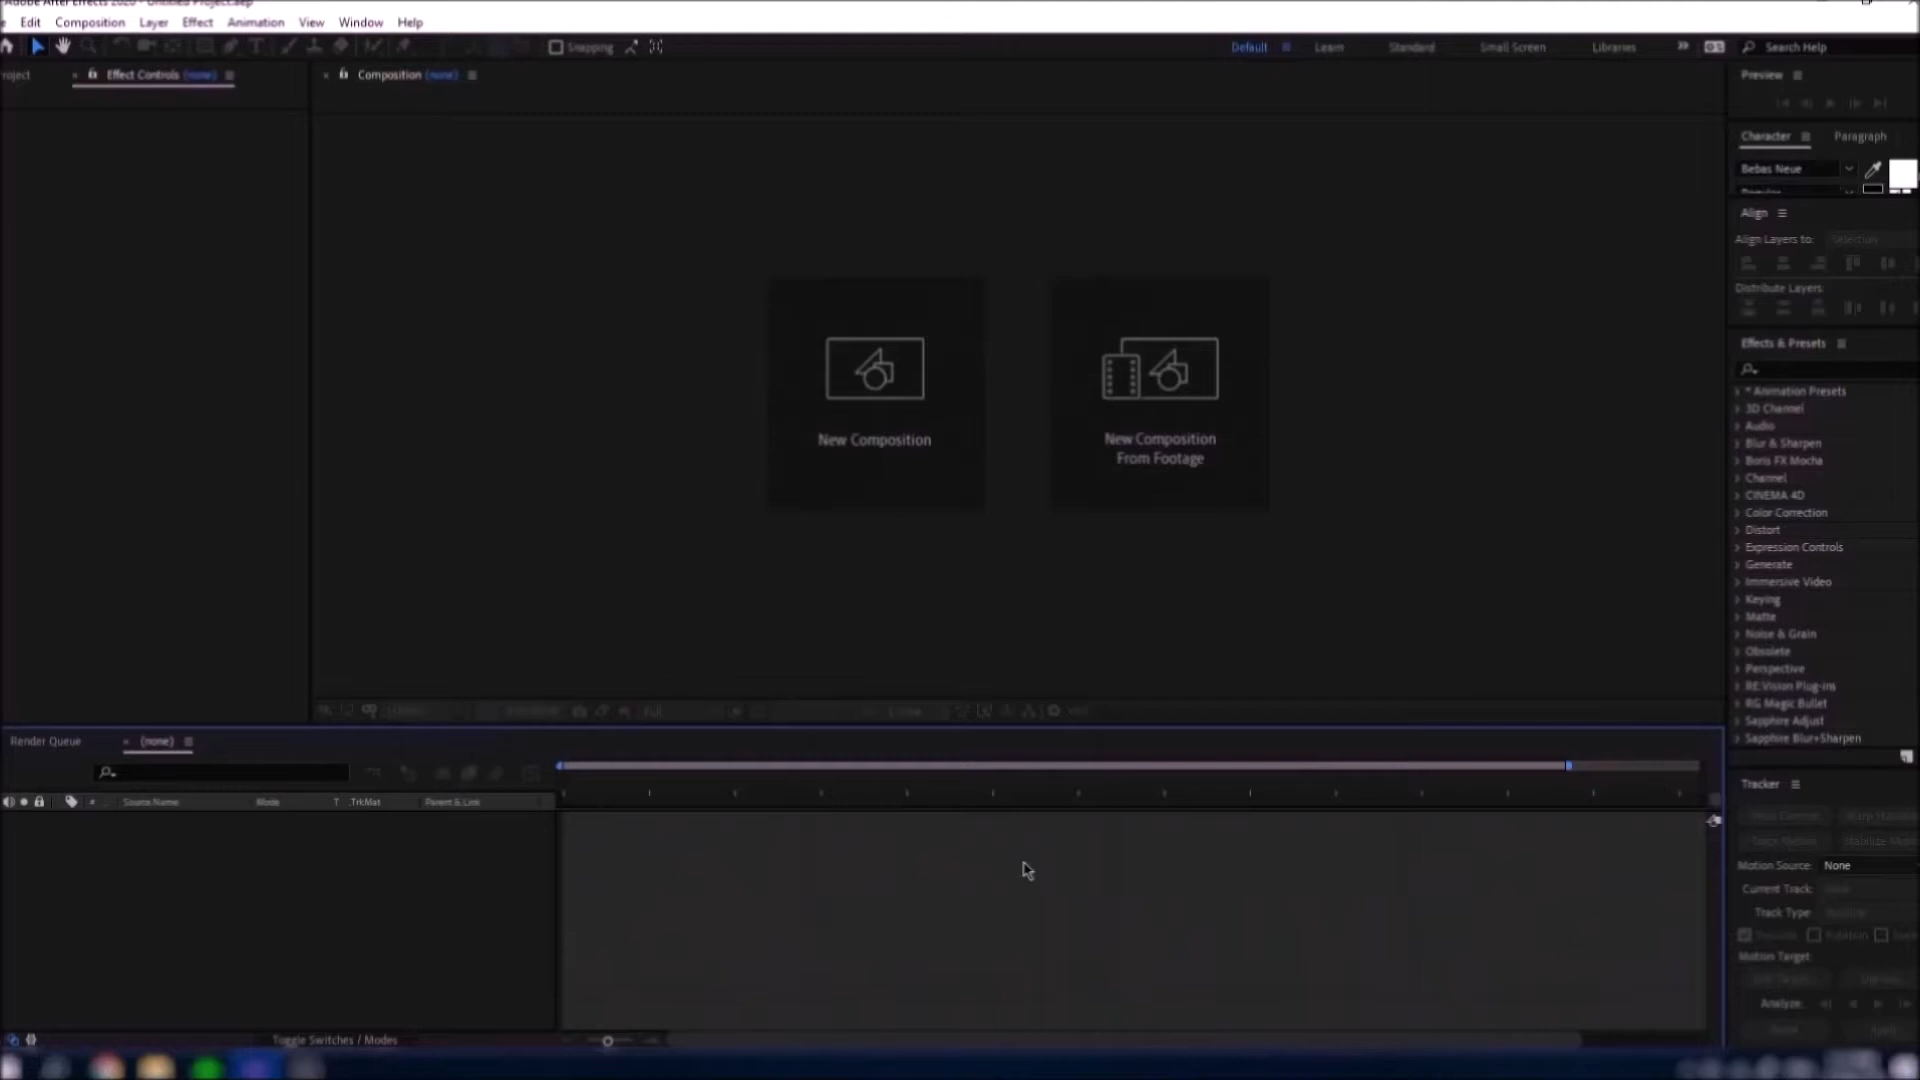 Adobe After Effects 2020 - Untitled Project.aep
Edit Composition Layer Effect Animation View Window Help
Snapping
Default Learn Standard Small Screen Libraries Search Help
roject Effect Controls (none)
Composition (none)
Preview
Character Paragraph
Bebas Neue
Align
Align Layers to: Selection
Distribute Layers:
New Composition
New Composition
From Footage
Effects & Presets
* Animation Presets
3D Channel
Audio
Blur & Sharpen
Boris FX Mocha
Channel
CINEMA 4D
Color Correction
Distort
Expression Controls
Generate
Immersive Video
Keying
Matte
Noise & Grain
Obsolete
Perspective
RE:Vision Plug-ins
RG Magic Bullet
Sapphire Adjust
Sapphire Blur+Sharpen
Full
Render Queue (none)
# Source Name Mode T .TrkMat Parent & Link
Toggle Switches / Modes
Tracker
Motion Source: None
Current Track:
Track Type:
Rotation
Motion Target:
Analyze: